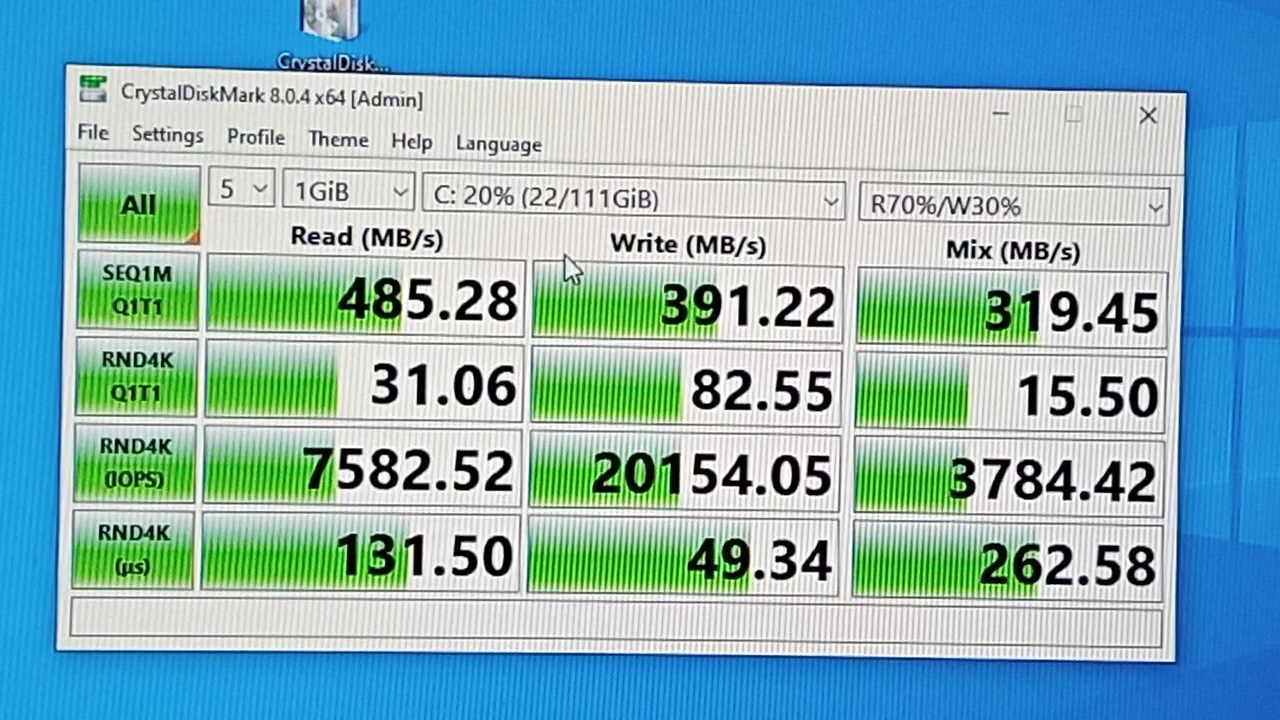 CrystalDisk...
CrystalDiskMark 8.0.4 x64 [Admin]
File Settings Profile Theme Help Language
All 5 1GiB C: 20% (22/111GiB) R70%/W30%
Read (MB/s) Write (MB/s) Mix (MB/s)
SEQ1M
Q1T1 485.28 391.22 319.45
RND4K
Q1T1 31.06 82.55 15.50
RND4K
(IOPS) 7582.52 20154.05 3784.42
RND4K
(µs) 131.50 49.34 262.58